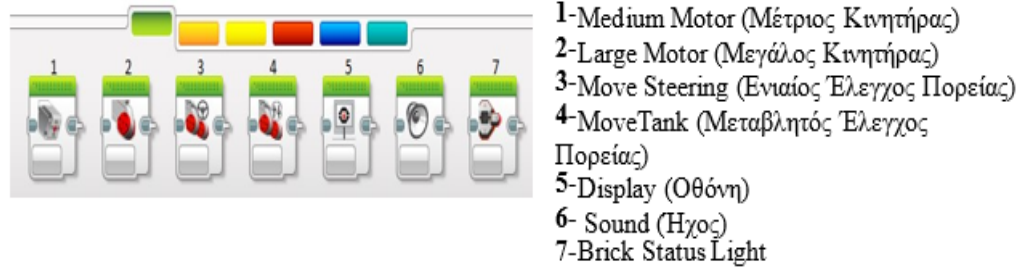 1 2 3 4 5 6 7
1-Medium Motor (Μέτριος Κινητήρας)
2-Large Motor (Μεγάλος Κινητήρας)
3-Move Steering (Ενιαίος Έλεγχος Πορείας)
4-MoveTank (Μεταβλητός Έλεγχος
Πορείας)
5-Display (Οθόνη)
6- Sound (Ήχος)
7-Brick Status Light